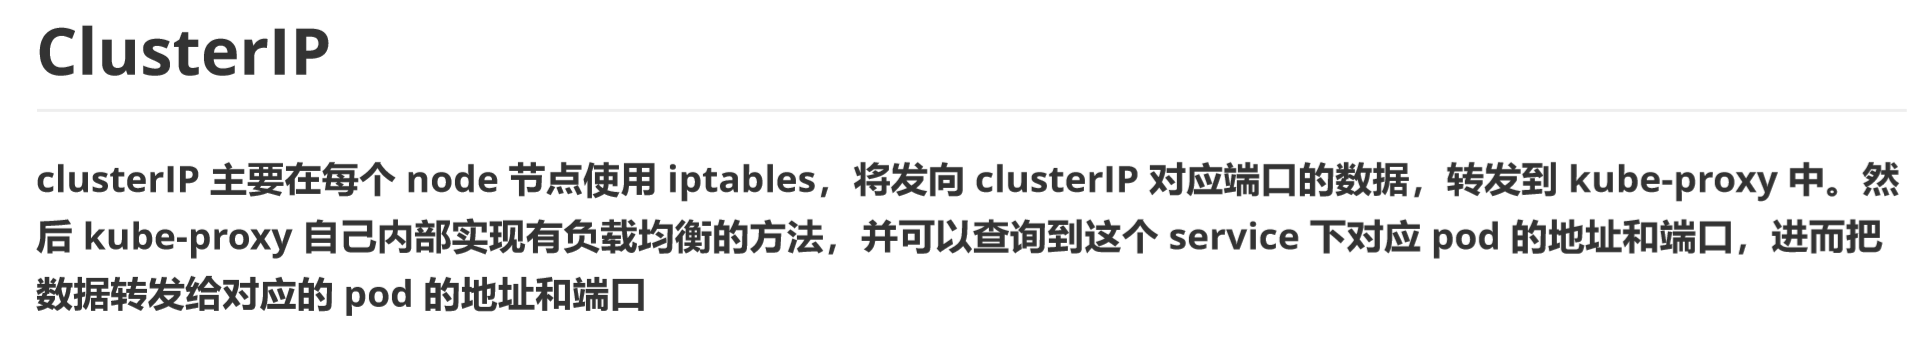 ClusterIP
clusterIP 主要在每个 node 节点使用 iptables，将发向 clusterIP 对应端口的数据，转发到 kube-proxy 中。然
后 kube-proxy 自己内部实现有负载均衡的方法，并可以查询到这个 service 下对应 pod 的地址和端口，进而把
数据转发给对应的 pod 的地址和端口